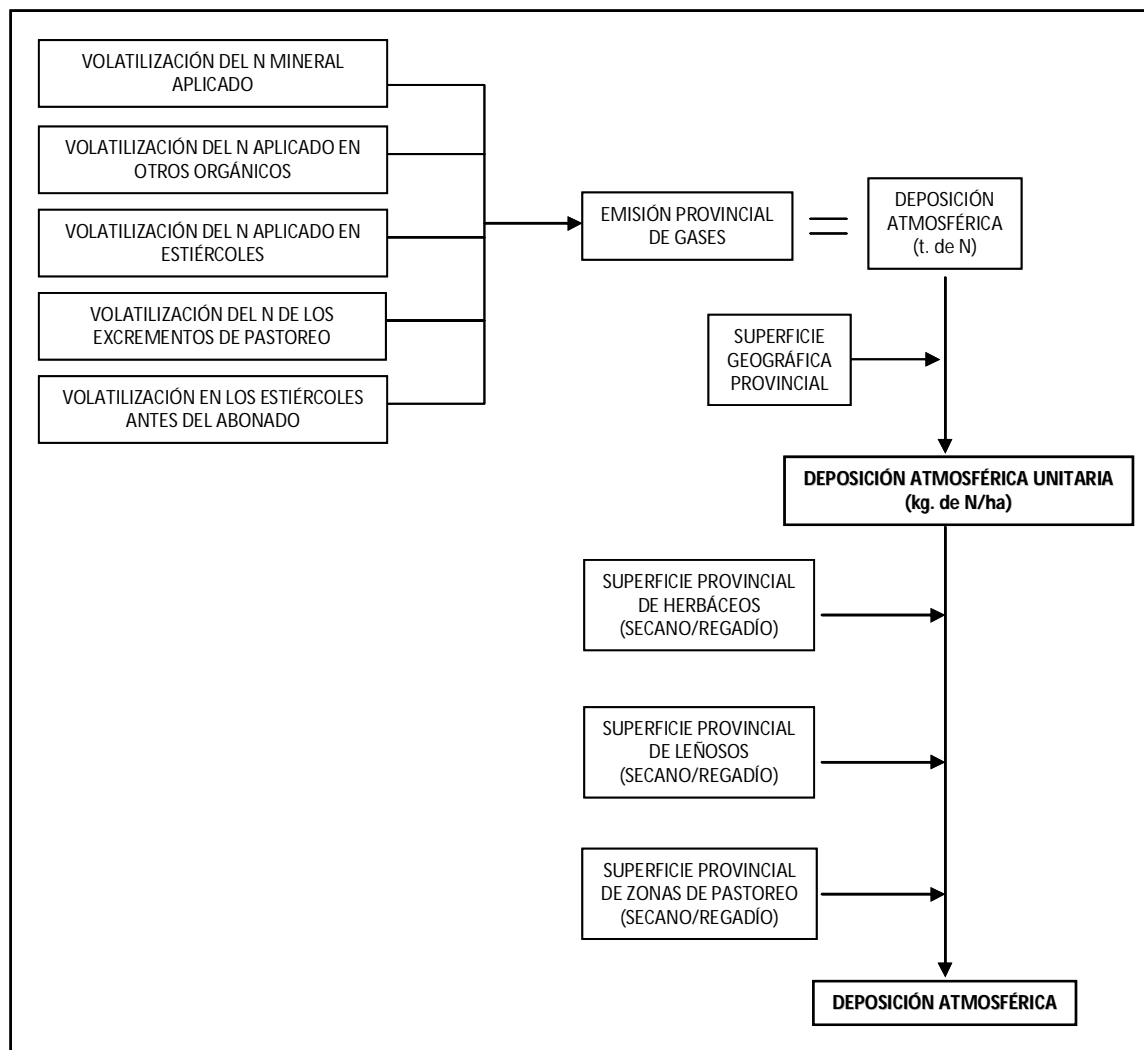 VOLATILIZACIÓN DEL N MINERAL
APLICADO
VOLATILIZACIÓN DEL N APLICADO EN
OTROS ORGÁNICOS
VOLATILIZACIÓN DEL N APLICADO EN
ESTIÉRCOLES
VOLATILIZACIÓN DEL N DE LOS
EXCREMENTOS DE PASTOREO
VOLATILIZACIÓN EN LOS ESTIÉRCOLES
ANTES DEL ABONADO
EMISIÓN PROVINCIAL
DE GASES
DEPOSICIÓN
ATMOSFÉRICA
(t. de N)
SUPERFICIE
GEOGRÁFICA
PROVINCIAL
DEPOSICIÓN ATMOSFÉRICA UNITARIA
(kg. de N/ha)
SUPERFICIE PROVINCIAL
DE HERBÁCEOS
(SECANO/REGADÍO)
SUPERFICIE PROVINCIAL
DE LEÑOSOS
(SECANO/REGADÍO)
SUPERFICIE PROVINCIAL
DE ZONAS DE PASTOREO
(SECANO/REGADÍO)
DEPOSICIÓN ATMOSFÉRICA